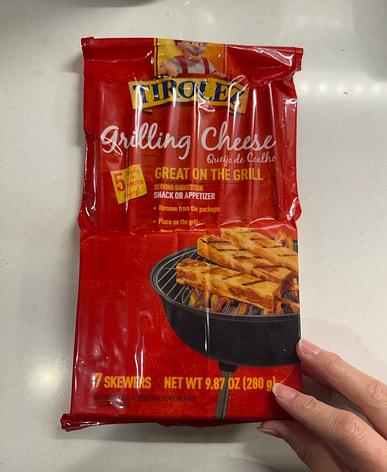 TIROLEZ
Grilling Cheese
Queijo de Coalho
GREAT ON THE GRILL
5
SERVING SUGGESTION
SNACK OR APPETIZER
• Remove from the package
• Place on the grill
7 SKEWERS NET WT 9.87 OZ (280 g)